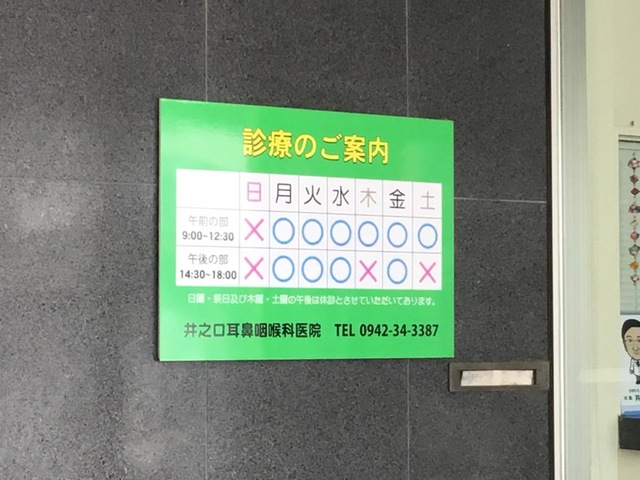 診療のご案内
日 月 火 水 木 金 土
午前の部
9:00~12:30 × ○ ○ ○ ○ ○ ○
午後の部
14:30~18:00 × ○ ○ ○ × ○ ×
日曜・祭日及び木曜・土曜の午後は休診とさせていただいております。
井之口耳鼻咽喉科医院 TEL 0942-34-3387